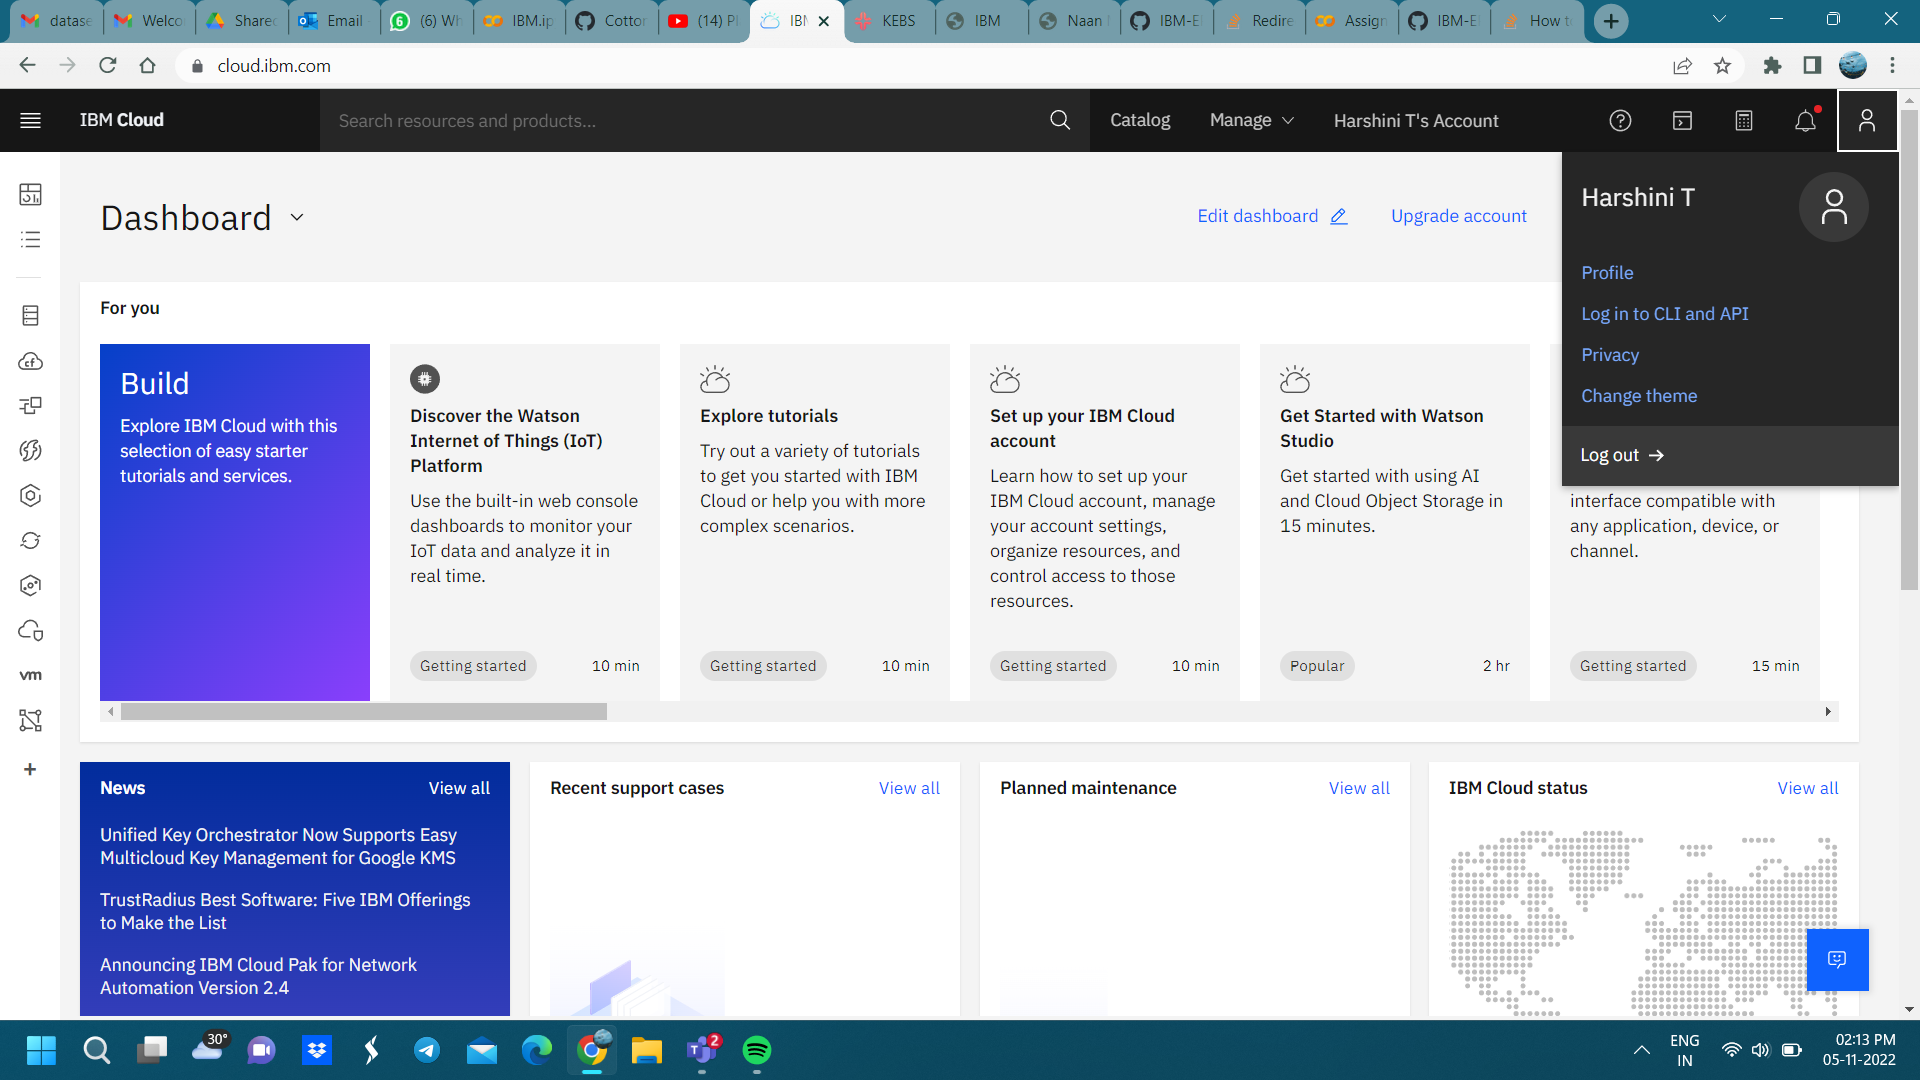 datase
Welco
Shared
Email -
6
(6) Wh
IBM.ip
Cottor
(14) Pl
IBM
KEBS
IBM
Naan
IBM-E
Redire
Assign
IBM-E
How to
cloud.ibm.com
IBM Cloud
Search resources and products...
Catalog
Manage
Harshini T's Account
Dashboard
Edit dashboard
Upgrade account
Harshini T
Profile
Log in to CLI and API
Privacy
Change theme
Log out
For you
Build
Explore IBM Cloud with this
selection of easy starter
tutorials and services.
Discover the Watson
Internet of Things (IoT)
Platform
Use the built-in web console
dashboards to monitor your
IoT data and analyze it in
real time.
Getting started
10 min
Explore tutorials
Try out a variety of tutorials
to get you started with IBM
Cloud or help you with more
complex scenarios.
Getting started
10 min
Set up your IBM Cloud
account
Learn how to set up your
IBM Cloud account, manage
your account settings,
organize resources, and
control access to those
resources.
Getting started
10 min
Get Started with Watson
Studio
Get started with using AI
and Cloud Object Storage in
15 minutes.
Popular
2 hr
interface compatible with
any application, device, or
channel.
Getting started
15 min
cf
vm
News
View all
Unified Key Orchestrator Now Supports Easy
Multicloud Key Management for Google KMS
TrustRadius Best Software: Five IBM Offerings
to Make the List
Announcing IBM Cloud Pak for Network
Automation Version 2.4
Recent support cases
View all
Planned maintenance
View all
IBM Cloud status
View all
30°
2
ENG
IN
02:13 PM
05-11-2022